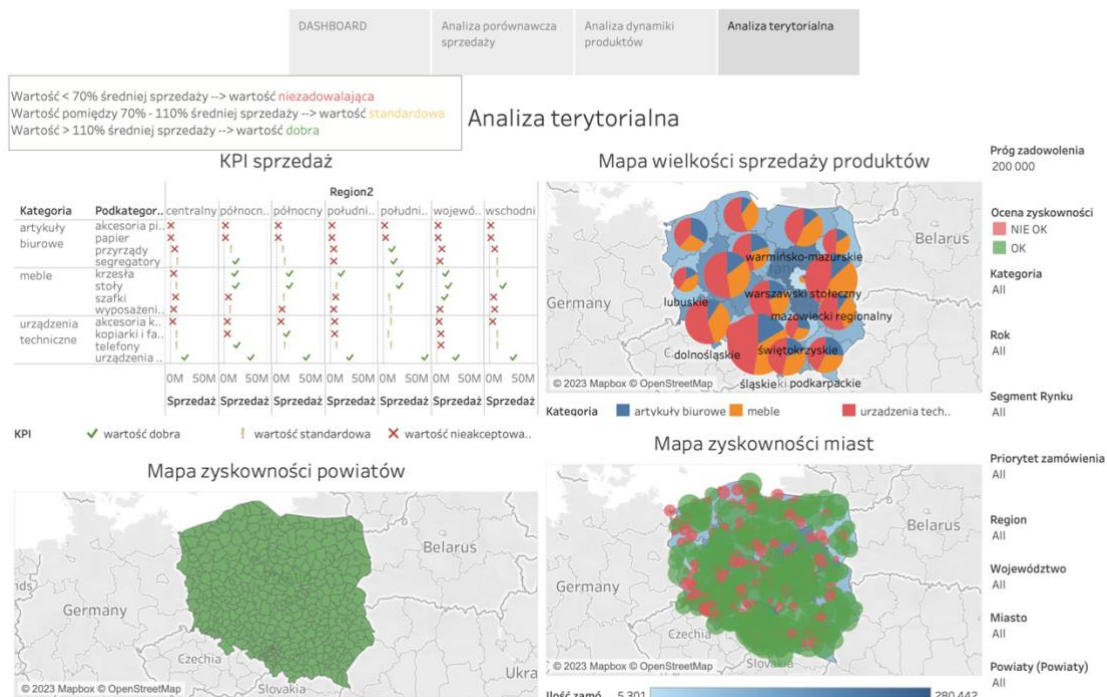 DASHBOARD
Analiza porównawcza
sprzedaży
Analiza dynamiki
produktów
Analiza terytorialna
Wartość < 70% średniej sprzedaży --> wartość niezadowalająca
Wartość pomiędzy 70% - 110% średniej sprzedaży --> wartość standardowa
Wartość > 110% średniej sprzedaży --> wartość dobra
Analiza terytorialna
KPI sprzedaż
Region2
Kategoria Podkategor.. centralny północn.. północny południ.. południ.. wojewó.. wschodni
artykuły biurowe
akcesoria pi..
papier
przyrządy
segregatory
meble
krzesła
stoły
szafki
wyposażeni..
urządzenia techniczne
akcesoria k..
kopiarki i fa..
telefony
urządzenia ..
0M 50M 0M 50M 0M 50M 0M 50M 0M 50M 0M 50M 0M 50M
Sprzedaż Sprzedaż Sprzedaż Sprzedaż Sprzedaż Sprzedaż Sprzedaż
KPI wartość dobra wartość standardowa wartość nieakceptowa..
Mapa wielkości sprzedaży produktów
Belarus
Germany
warmińsko-mazurskie
lubuskie
warszawski stołeczny
mazowiecki regionalny
dolnośląskie
świętokrzyskie
śląskie
podkarpackie
© 2023 Mapbox © OpenStreetMap
Kategoria artykuły biurowe meble urządzenia tech..
Próg zadowolenia
200 000
Ocena zyskowności
NIE OK
OK
Kategoria
All
Rok
All
Segment Rynku
All
Priorytet zamówienia
All
Region
All
Województwo
All
Miasto
All
Powiaty (Powiaty)
All
Mapa zyskowności powiatów
Belarus
Germany
Czechia
Slovakia
Ukra
© 2023 Mapbox © OpenStreetMap
Mapa zyskowności miast
Belarus
Germany
Czechia
© 2023 Mapbox © OpenStreetMap
Ilość zamó.. 5 301 280 442